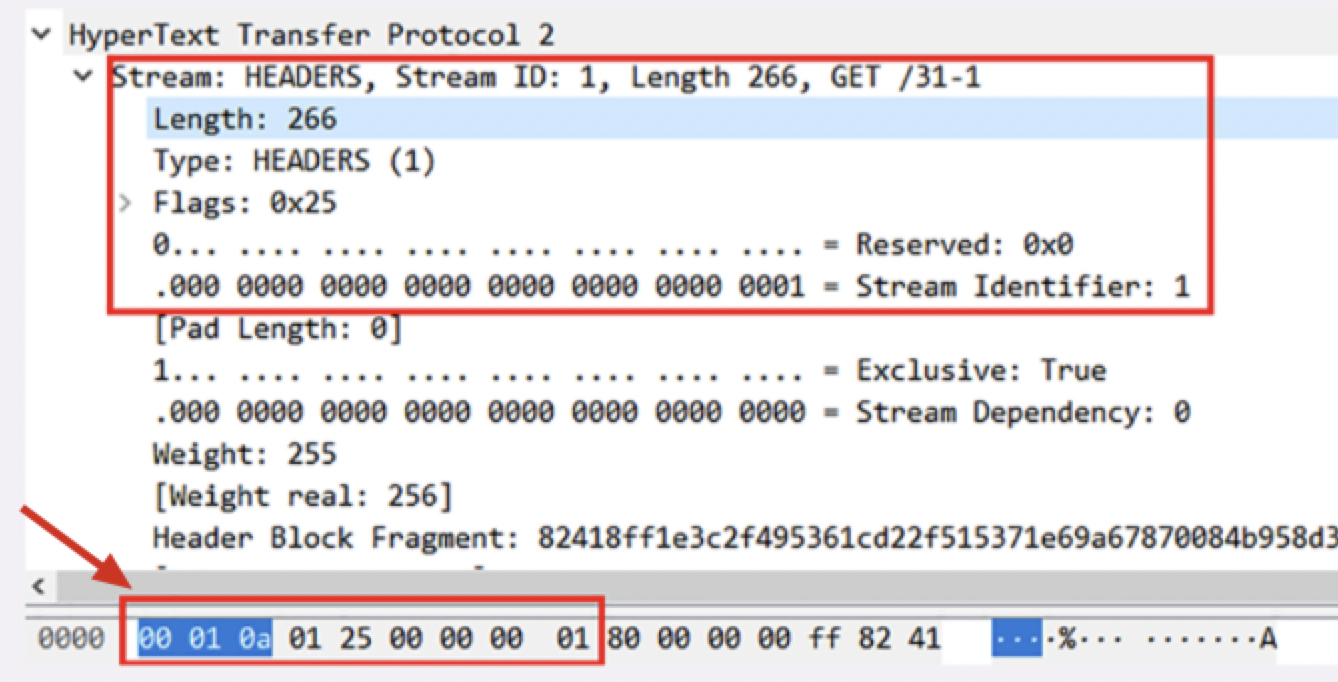 HyperText Transfer Protocol 2
Stream: HEADERS, Stream ID: 1, Length 266, GET /31-1
Length: 266
Type: HEADERS (1)
Flags: 0x25
0... .... .... .... .... .... .... .... = Reserved: 0x0
.000 0000 0000 0000 0000 0000 0000 0001 = Stream Identifier: 1
[Pad Length: 0]
1... .... .... .... .... .... .... .... = Exclusive: True
.000 0000 0000 0000 0000 0000 0000 0000 = Stream Dependency: 0
Weight: 255
[Weight real: 256]
Header Block Fragment: 82418ff1e3c2f495361cd22f515371e69a67870084b958d3
0000 00 01 0a 01 25 00 00 00 01 80 00 00 00 ff 82 41 ····%··· ·······A